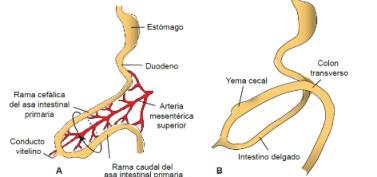 Estómago
Duodeno
Rama cefálica
del asa intestinal
primaria
Arteria
mesentérica
superior
Conducto
vitelino
Rama caudal del
asa intestinal primaria
A
Colon
transverso
Yema cecal
Intestino delgado
B